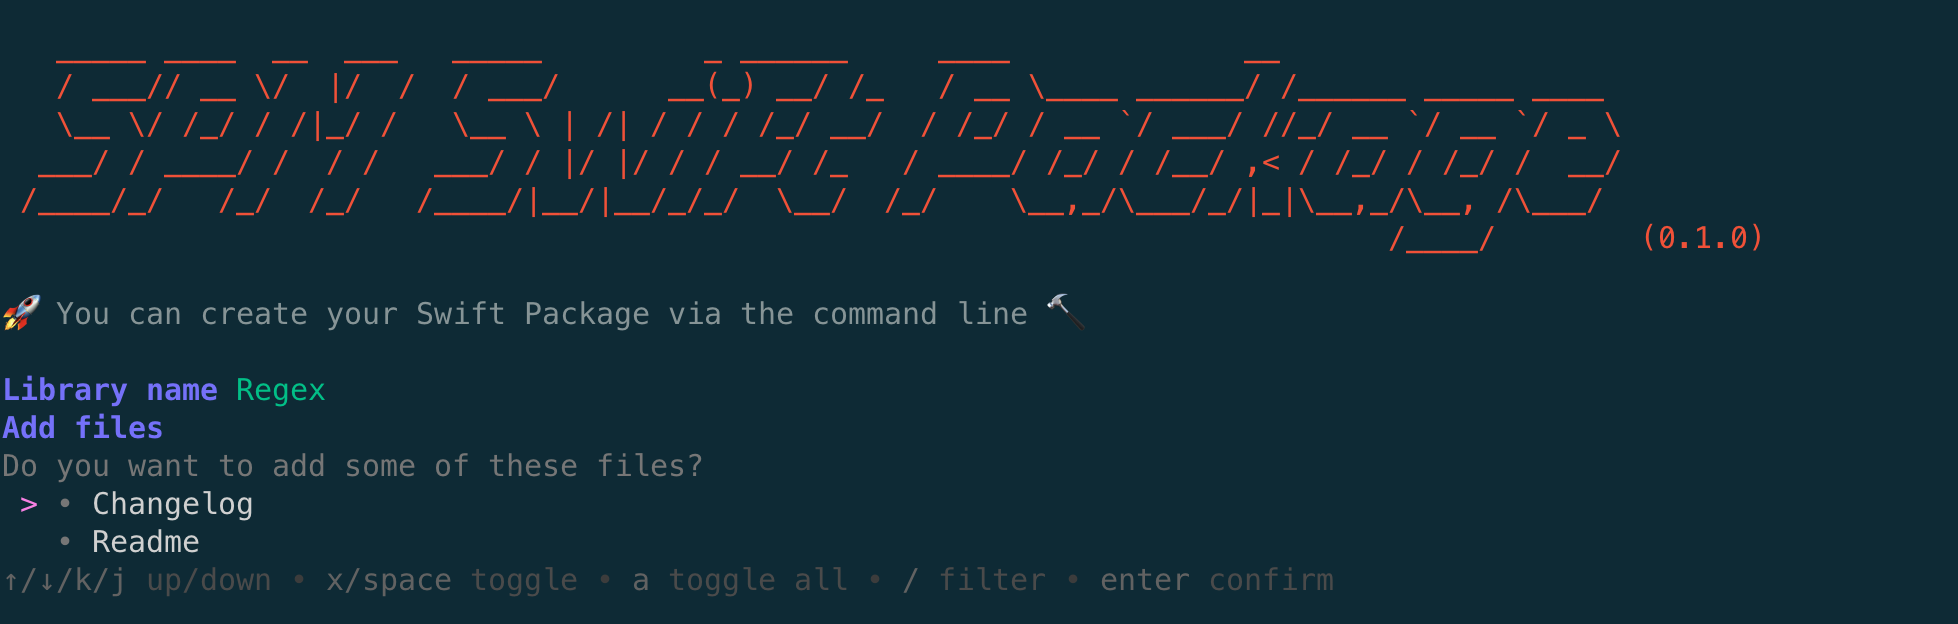 SPM Swift Package
(0.1.0)
🚀 You can create your Swift Package via the command line 🔨
Library name Regex
Add files
Do you want to add some of these files?
> • Changelog
• Readme
↑/↓/k/j up/down • x/space toggle • a toggle all • / filter • enter confirm